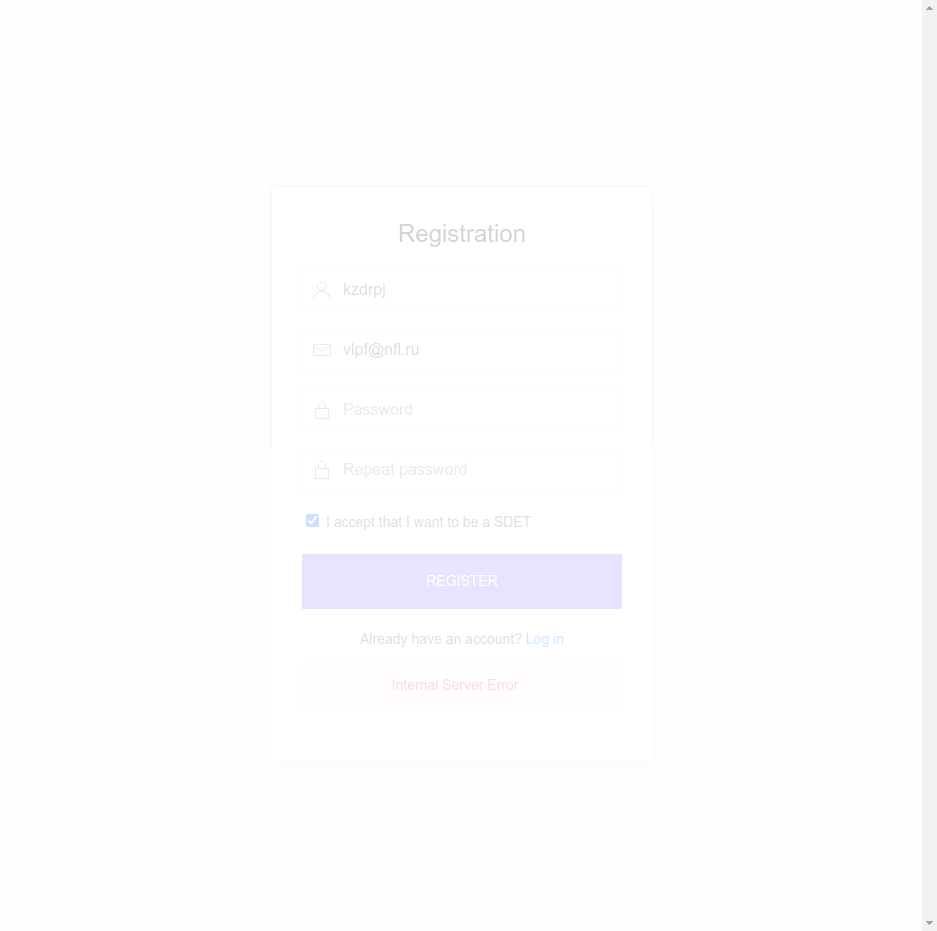 Registration
kzdrpj
vlpf@nfl.ru
Password
Repeat password
I accept that I want to be a SDET
REGISTER
Already have an account? Log in
Internal Server Error